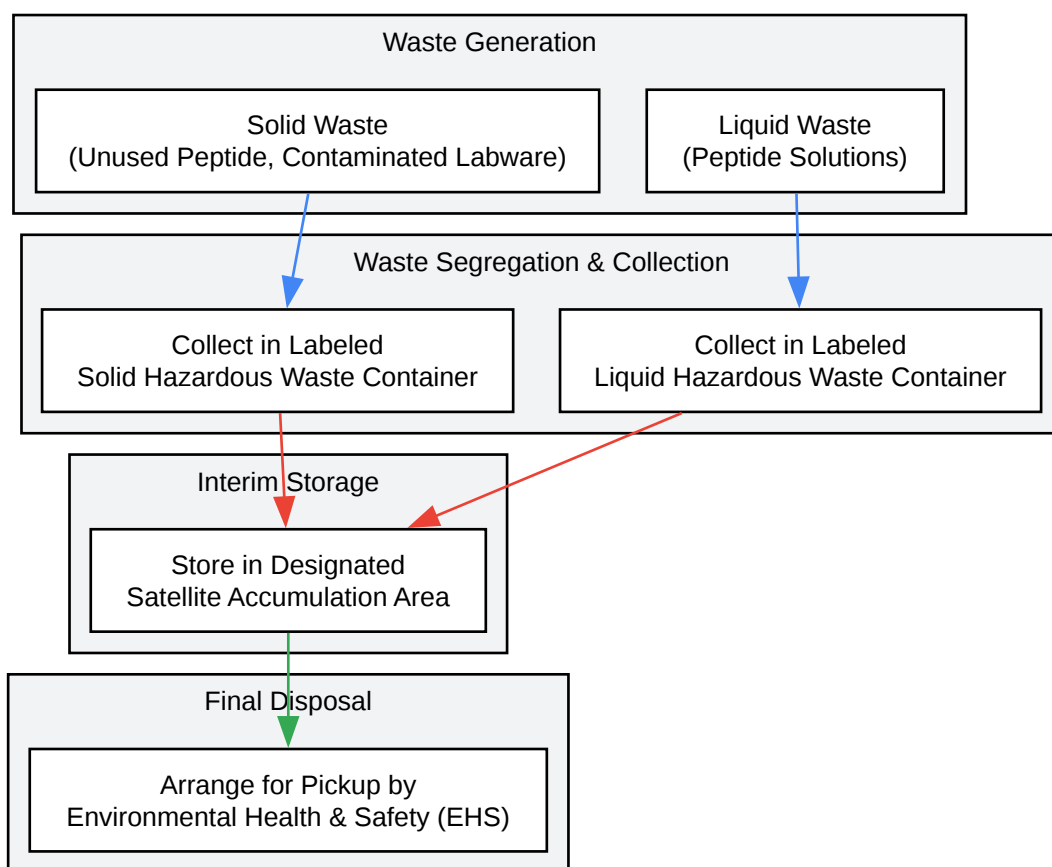 Waste Generation
Solid Waste
(Unused Peptide, Contaminated Labware)
Liquid Waste
(Peptide Solutions)
Waste Segregation & Collection
Collect in Labeled
Solid Hazardous Waste Container
Collect in Labeled
Liquid Hazardous Waste Container
Interim Storage
Store in Designated
Satellite Accumulation Area
Final Disposal
Arrange for Pickup by
Environmental Health & Safety (EHS)